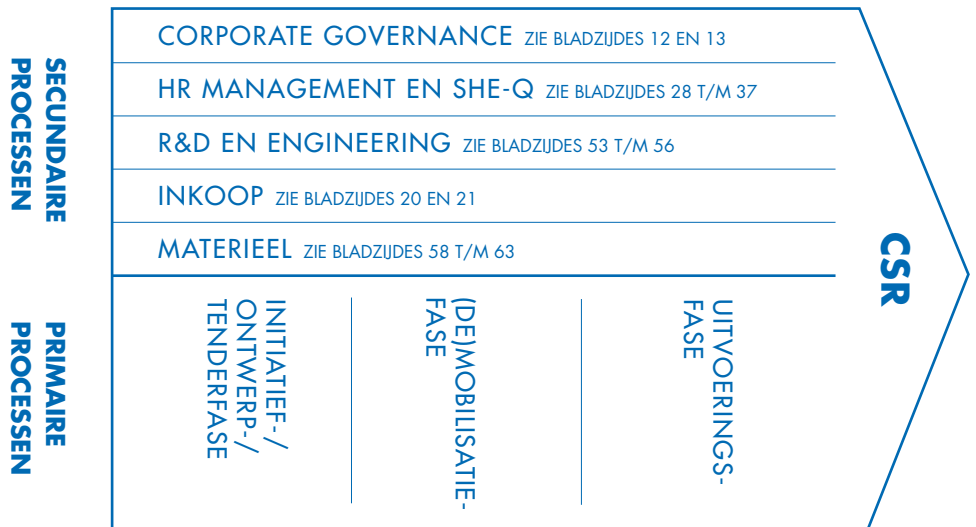 SECUNDAIRE
PROCESSEN
CORPORATE GOVERNANCE ZIE BLADZIJDES 12 EN 13
HR MANAGEMENT EN SHE-Q ZIE BLADZIJDES 28 T/M 37
R&D EN ENGINEERING ZIE BLADZIJDES 53 T/M 56
INKOOP ZIE BLADZIJDES 20 EN 21
MATERIEEL ZIE BLADZIJDES 58 T/M 63
PRIMAIRE
PROCESSEN
INITIATIEF-/
ONTWERP-/
TENDERFASE
(DE)MOBILISATIE-
FASE
UITVOERINGS-
FASE
CSR